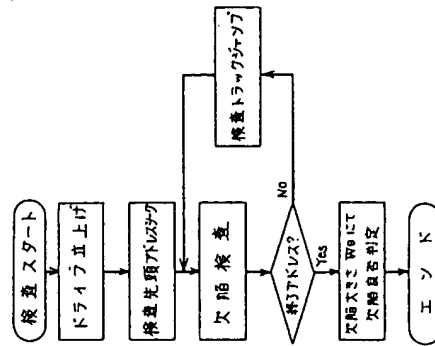 検査スタート
ドライブ立上げ
検査先頭アドレスシーク
欠陥検査
終了アドレス?
No
検査トラックジャンプ
Yes
欠陥大きさWeにて
欠陥良否判定
エンド